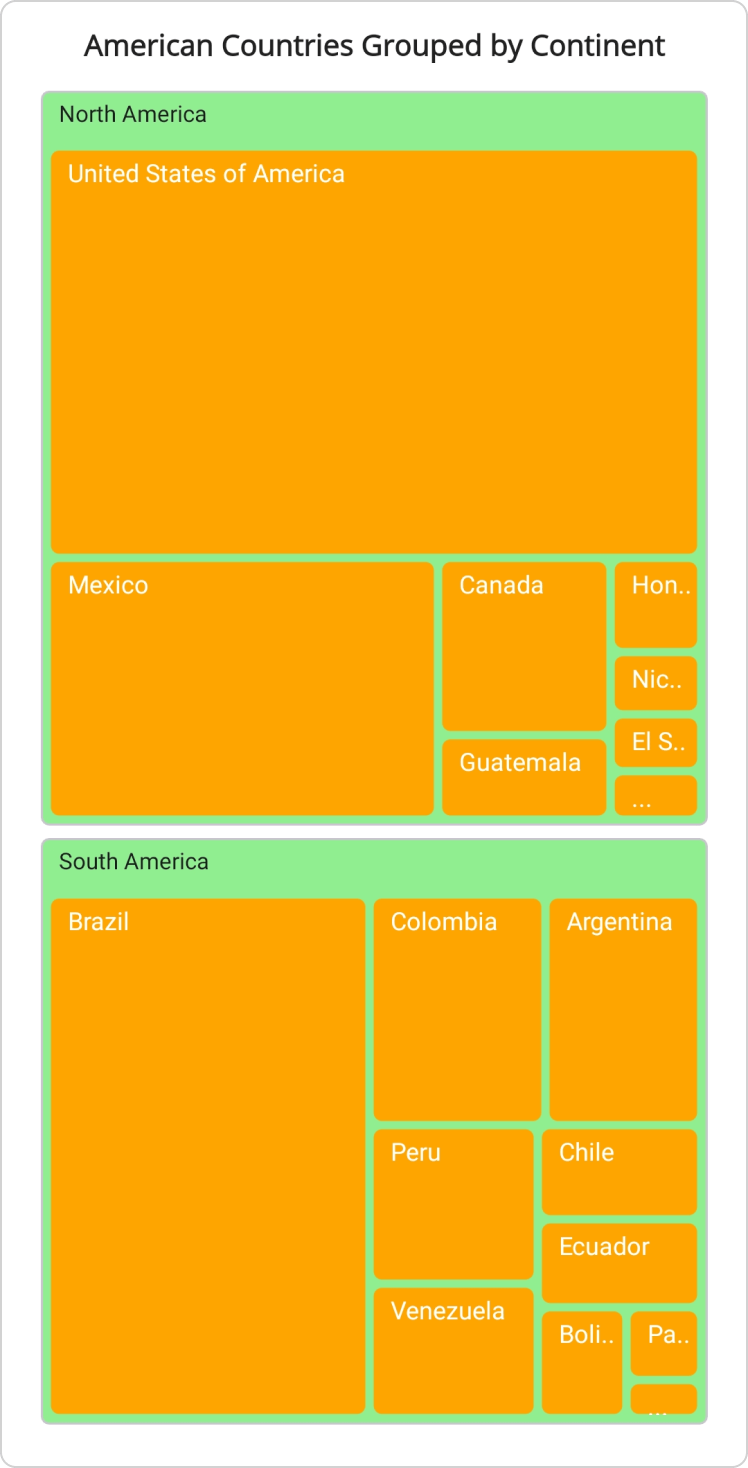 American Countries Grouped by Continent
North America
United States of America
Mexico
Canada
Hon..
Nic..
El S..
Guatemala
...
South America
Brazil
Colombia
Argentina
Peru
Chile
Ecuador
Venezuela
Boli..
Pa..
...